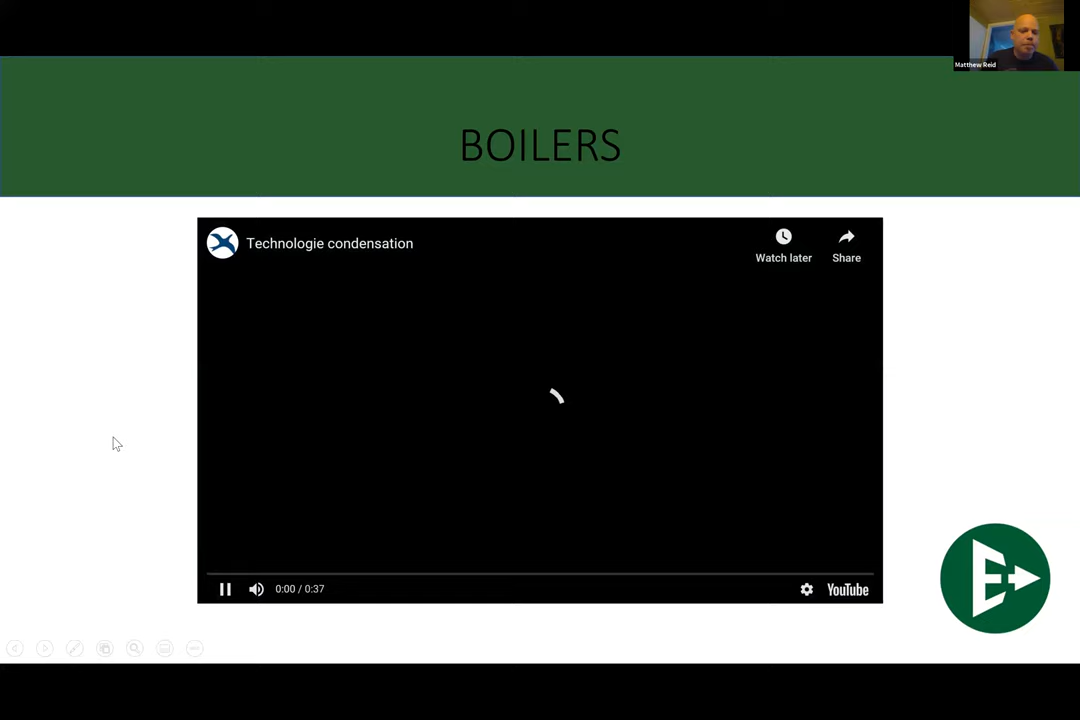 Matthew Reid
BOILERS
Technologie condensation
Watch later
Share
0:00 / 0:37
YouTube
E